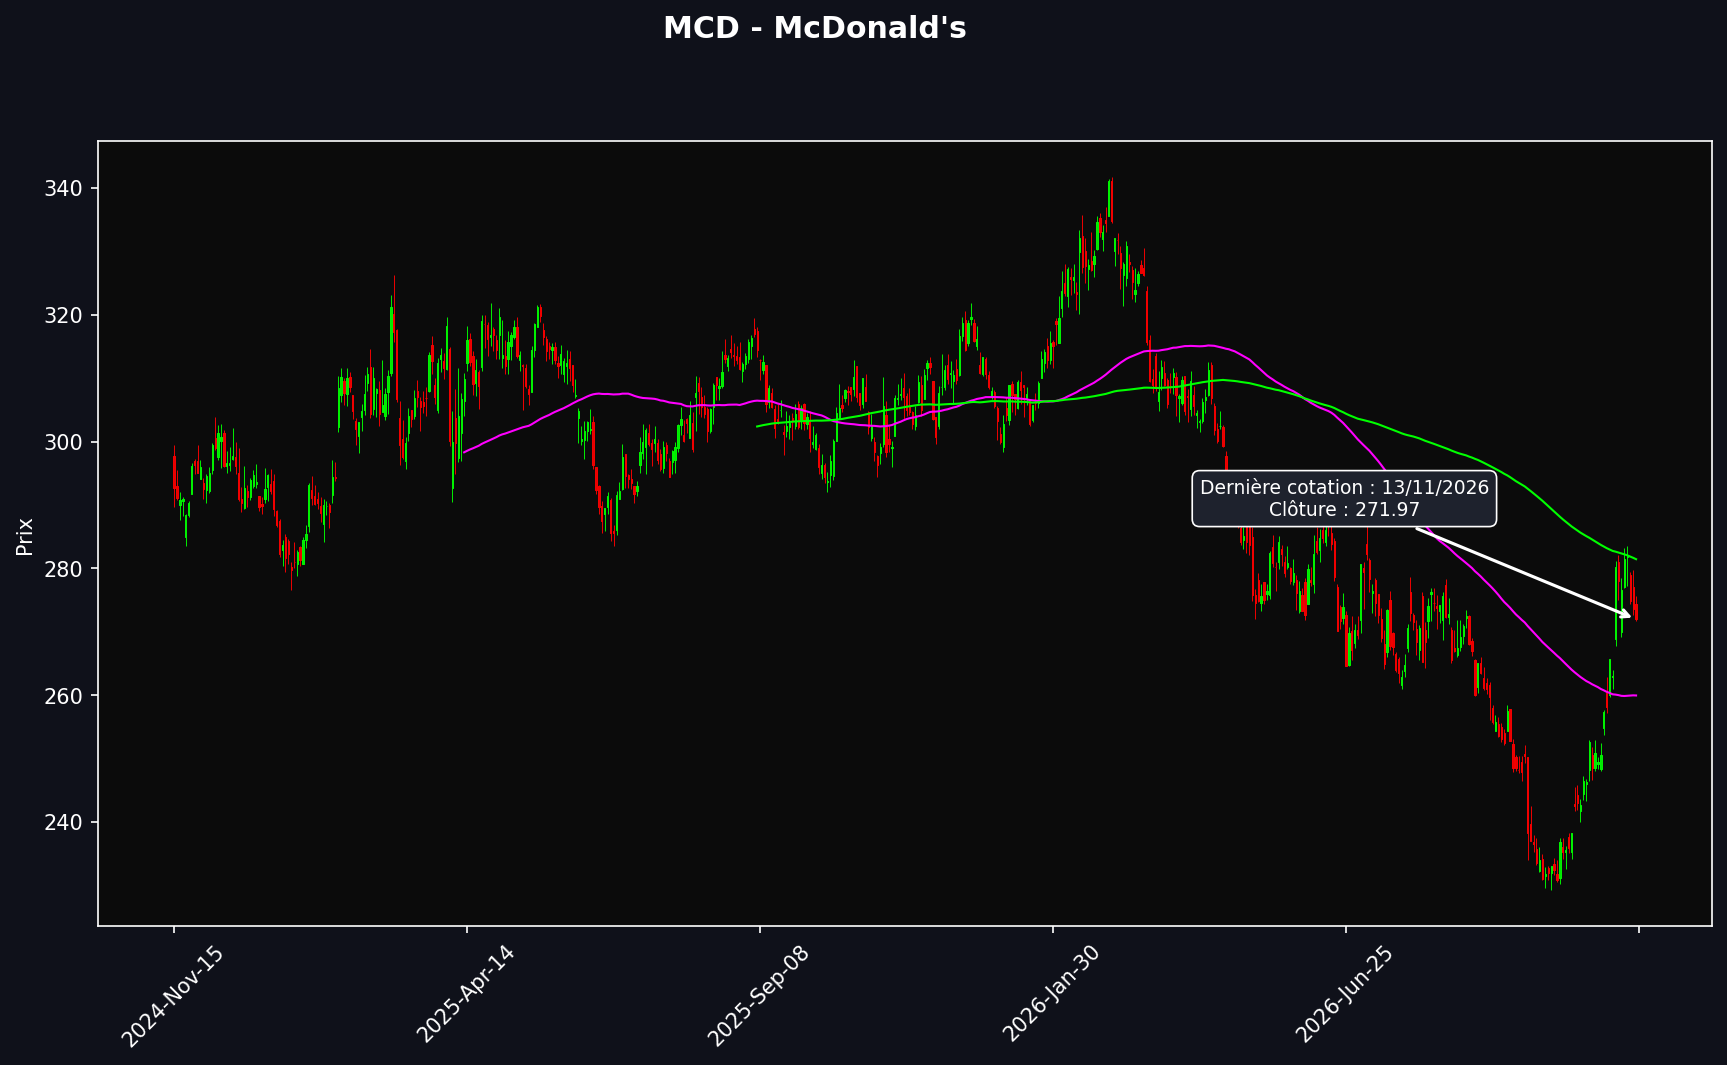 MCD - McDonald's
Prix
340
320
300
280
260
240
Dernière cotation : 13/11/2026
Clôture : 271.97
2024-Nov-15
2025-Apr-14
2025-Sep-08
2026-Jan-30
2026-Jun-25